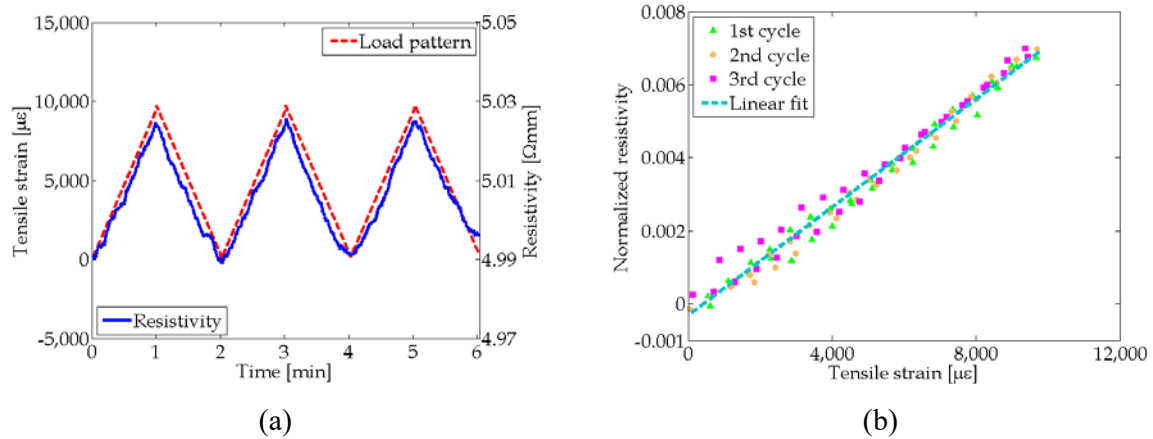 15,000
10,000
5,000
0
-5,000
Tensile strain [µε]
Load pattern
Resistivity
5.05
5.03
5.01
4.99
4.97
Resistivity [Ωmm]
0 1 2 3 4 5 6
Time [min]
(a)
0.008
0.006
0.004
0.002
0
-0.001
Normalized resistivity
1st cycle
2nd cycle
3rd cycle
Linear fit
0 4,000 8,000 12,000
Tensile strain [µε]
(b)